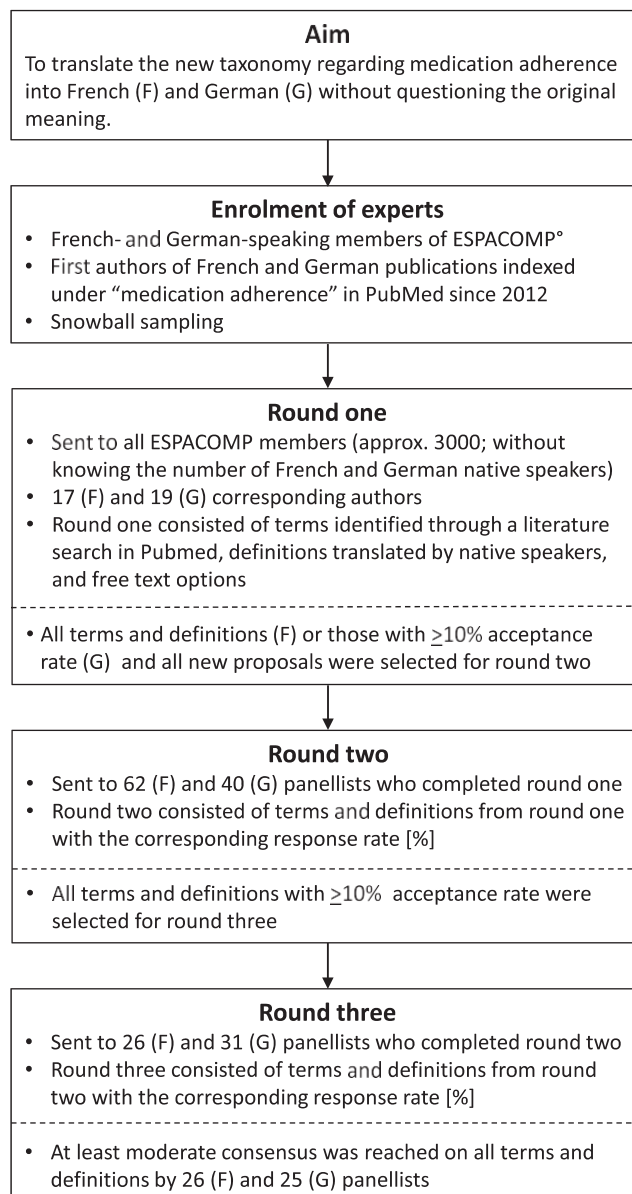 Aim
To translate the new taxonomy regarding medication adherence
into French (F) and German (G) without questioning the original
meaning.
Enrolment of experts
• French- and German-speaking members of ESPACOMP°
• First authors of French and German publications indexed
under “medication adherence” in PubMed since 2012
• Snowball sampling
Round one
• Sent to all ESPACOMP members (approx. 3000; without
knowing the number of French and German native speakers)
• 17 (F) and 19 (G) corresponding authors
• Round one consisted of terms identified through a literature
search in Pubmed, definitions translated by native speakers,
and free text options
• All terms and definitions (F) or those with ≥10% acceptance
rate (G) and all new proposals were selected for round two
Round two
• Sent to 62 (F) and 40 (G) panellists who completed round one
• Round two consisted of terms and definitions from round one
with the corresponding response rate [%]
• All terms and definitions with ≥10% acceptance rate were
selected for round three
Round three
• Sent to 26 (F) and 31 (G) panellists who completed round two
• Round three consisted of terms and definitions from round
two with the corresponding response rate [%]
• At least moderate consensus was reached on all terms and
definitions by 26 (F) and 25 (G) panellists